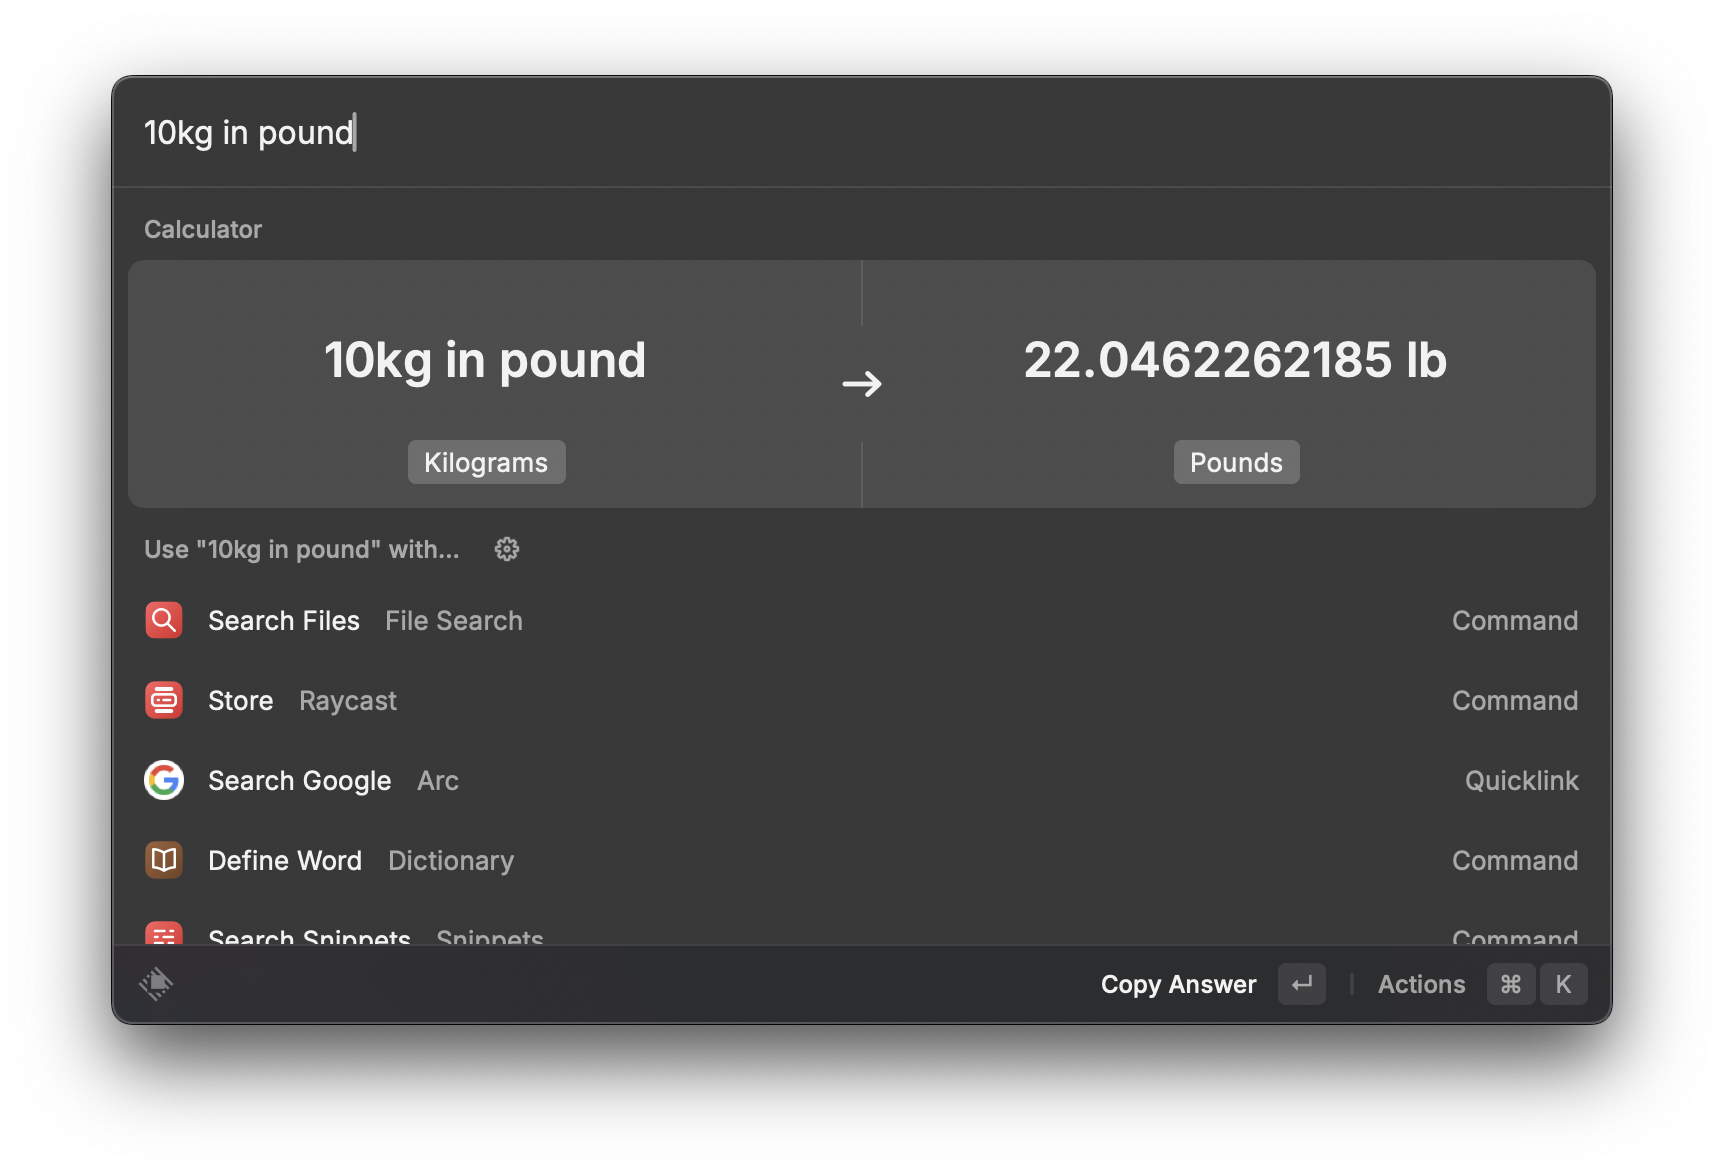 10kg in pound
Calculator
10kg in pound → 22.0462262185 lb
Kilograms Pounds
Use "10kg in pound" with...
Search Files File Search Command
Store Raycast Command
Search Google Arc Quicklink
Define Word Dictionary Command
Search Snippets Snippets Command
Copy Answer ↵ Actions ⌘ K